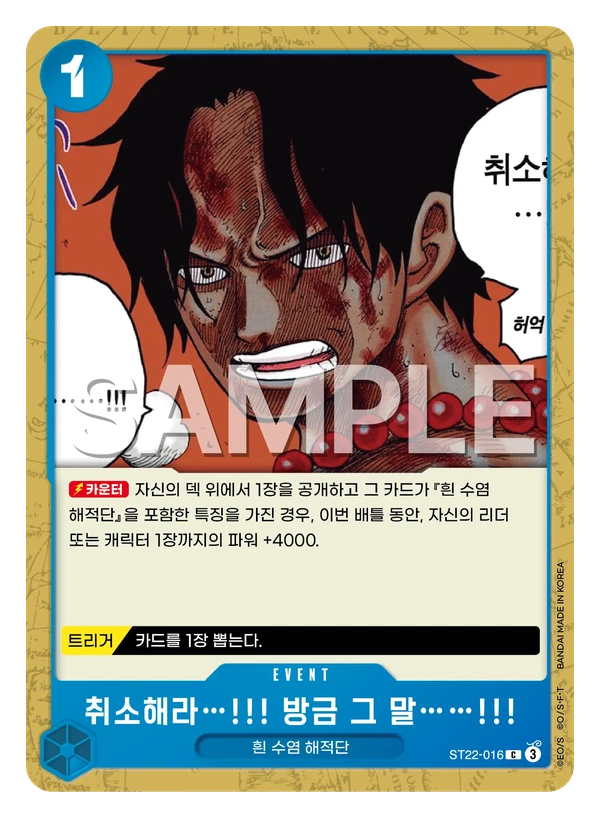 1
취소해
…
허억
……!!!
SAMPLE
카운터 자신의 덱 위에서 1장을 공개하고 그 카드가 『흰 수염
해적단』을 포함한 특징을 가진 경우, 이번 배틀 동안, 자신의 리더
또는 캐릭터 1장까지의 파워 +4000.
트리거 카드를 1장 뽑는다.
EVENT
취소해라…!!! 방금 그 말……!!!
흰 수염 해적단
ST22-016 C 3
©EO/S ©O/S·F·T· BANDAI MADE IN KOREA